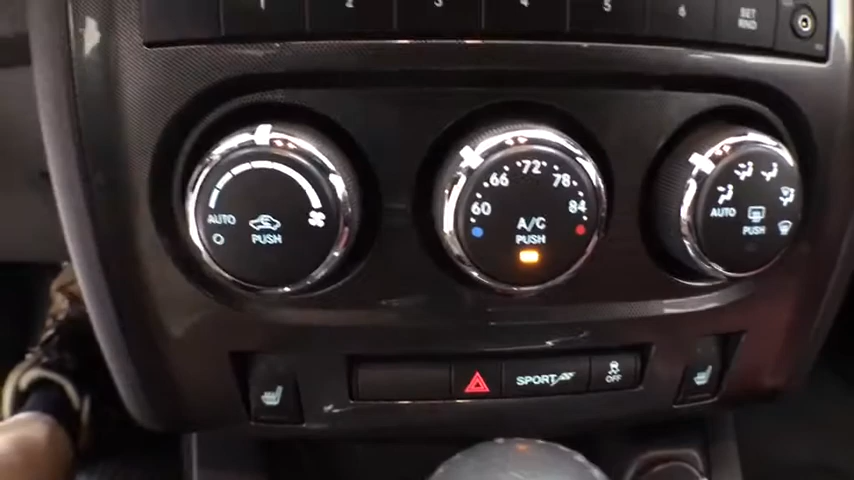 1 2 3 4 5 6 SET
RND
72
66 78
60 84
AUTO
PUSH
A/C
PUSH
AUTO
PUSH
SPORT
OFF